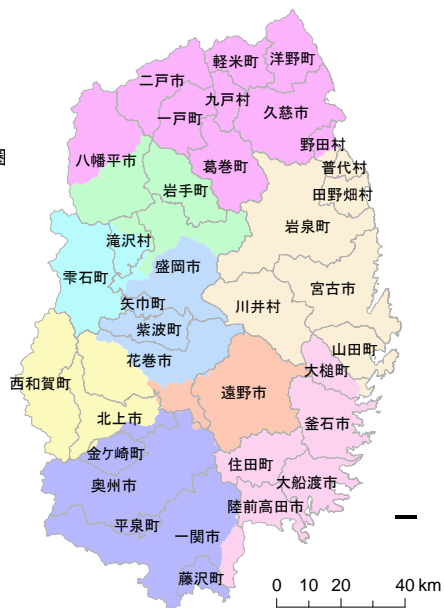 洋野町
軽米町
二戸市
九戸村
久慈市
一戸町
野田村
圏
八幡平市
葛巻町
普代村
田野畑村
岩手町
岩泉町
滝沢村
盛岡市
雫石町
宮古市
矢巾町
川井村
紫波町
山田町
花巻市
大槌町
西和賀町
遠野市
釜石市
北上市
金ケ崎町
住田町
奥州市
大船渡市
陸前高田市
平泉町
一関市
藤沢町
0 10 20 40 km